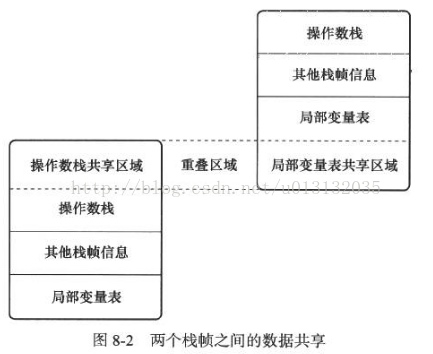 操作数栈
其他栈帧信息
局部变量表
操作数栈共享区域 重叠区域 局部变量表共享区域
http://blog.csdn.net/u013132035
操作数栈
其他栈帧信息
局部变量表
图 8-2 两个栈帧之间的数据共享